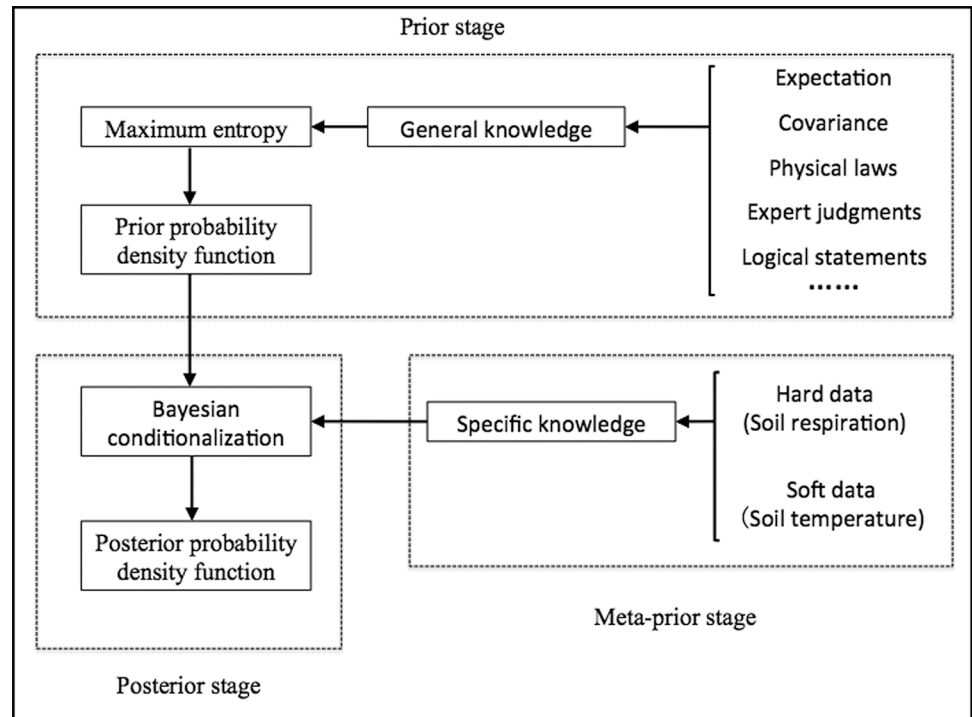 Prior stage
Expectation
Maximum entropy
General knowledge
Covariance
Physical laws
Prior probability
density function
Expert judgments
Logical statements
······
Bayesian
conditionalization
Specific knowledge
Hard data
(Soil respiration)
Soft data
（Soil temperature)
Posterior probability
density function
Meta-prior stage
Posterior stage